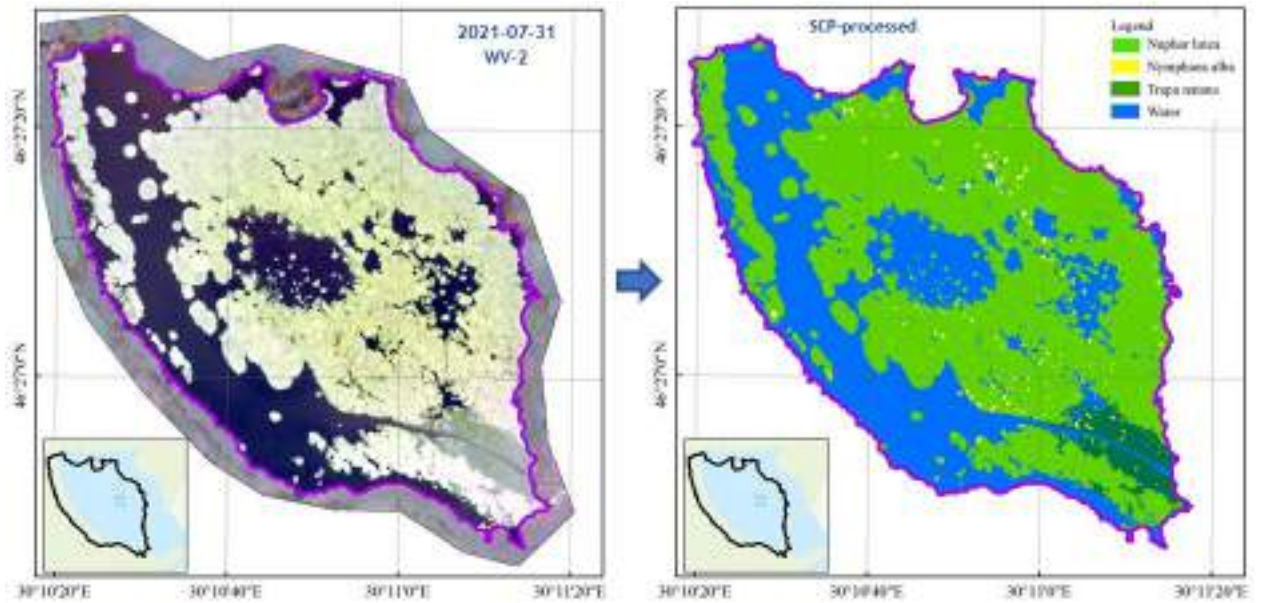 2021-07-31
WV-2
46°27'20"N
46°27'0"N
30°10'20"E
30°10'40"E
30°11'0"E
30°11'20"E
SCP-processed
Legend
Nuphar lutea
Nymphaea alba
Trapa natans
Water
46°27'20"N
46°27'0"N
30°10'20"E
30°10'40"E
30°11'0"E
30°11'20"E